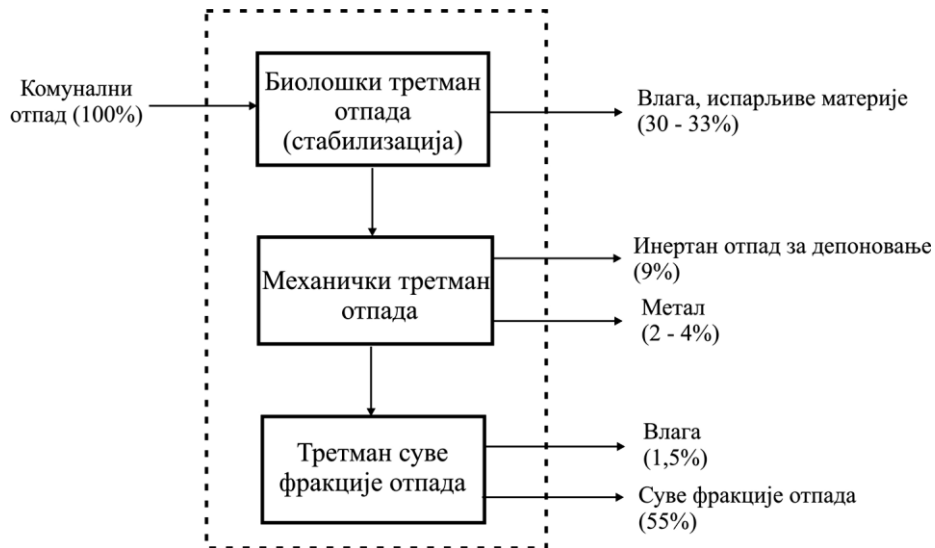 Комунални
отпад (100%)
Биолошки третман
отпада
(стабилизација)
Влага, испарљиве материје
(30 - 33%)
Механички третман
отпада
Инертан отпад за депоновање
(9%)
Метал
(2 - 4%)
Третман суве
фракције отпада
Влага
(1,5%)
Суве фракције отпада
(55%)